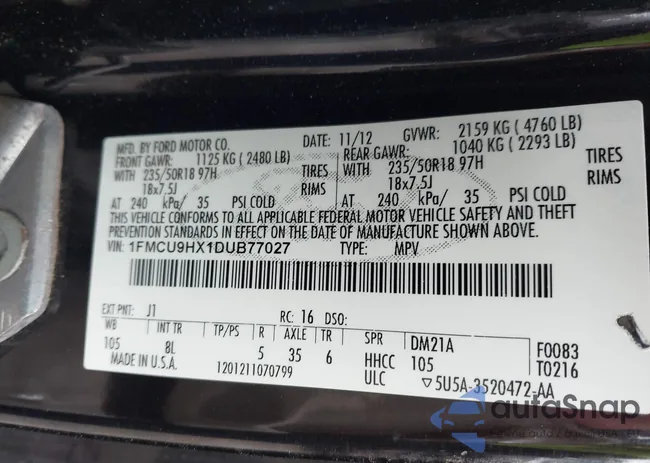 MFD. BY FORD MOTOR CO. DATE: 11/12 GVWR: 2159 KG ( 4760 LB)
FRONT GAWR: 1125 KG ( 2480 LB) REAR GAWR: 1040 KG ( 2293 LB)
WITH 235/50R18 97H TIRES WITH 235/50R18 97H TIRES
18x7.5J RIMS 18x7.5J RIMS
AT 240 kPa/ 35 PSI COLD AT 240 kPa/ 35 PSI COLD
THIS VEHICLE CONFORMS TO ALL APPLICABLE FEDERAL MOTOR VEHICLE SAFETY AND THEFT
PREVENTION STANDARDS IN EFFECT ON THE DATE OF MANUFACTURE SHOWN ABOVE.
VIN: 1FMCU9HX1DUB77027 TYPE: MPV
EXT PNT: J1 RC: 16 DSO:
WB INT TR TP/PS R AXLE TR SPR DM21A F0083
105 8L 5 35 6 HHCC 105 T0216
MADE IN U.S.A. 1201211070799 ULC ▽5U5A-3520472-AA
autoSnap